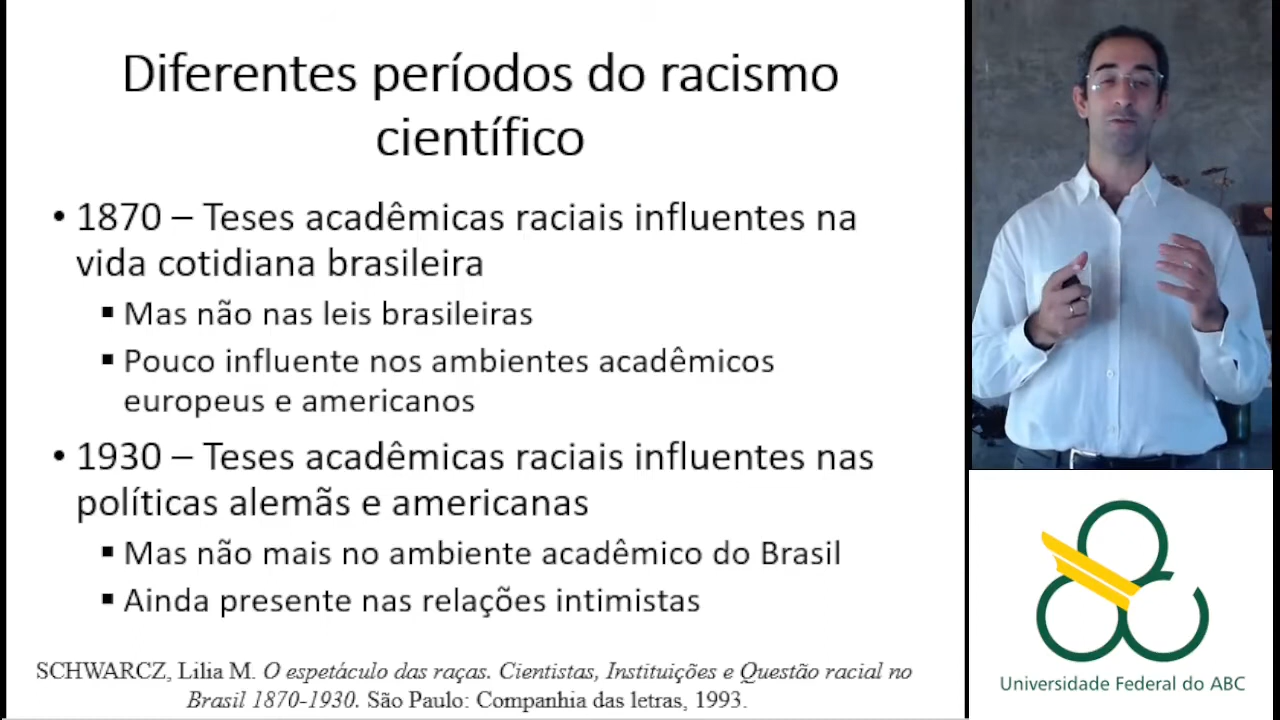 Diferentes períodos do racismo
científico
• 1870 – Teses acadêmicas raciais influentes na
vida cotidiana brasileira
▪ Mas não nas leis brasileiras
▪ Pouco influente nos ambientes acadêmicos
europeus e americanos
• 1930 – Teses acadêmicas raciais influentes nas
políticas alemãs e americanas
▪ Mas não mais no ambiente acadêmico do Brasil
▪ Ainda presente nas relações intimistas
SCHWARCZ, Lilia M. O espetáculo das raças. Cientistas, Instituições e Questão racial no
Brasil 1870-1930. São Paulo: Companhia das letras, 1993.
Universidade Federal do ABC